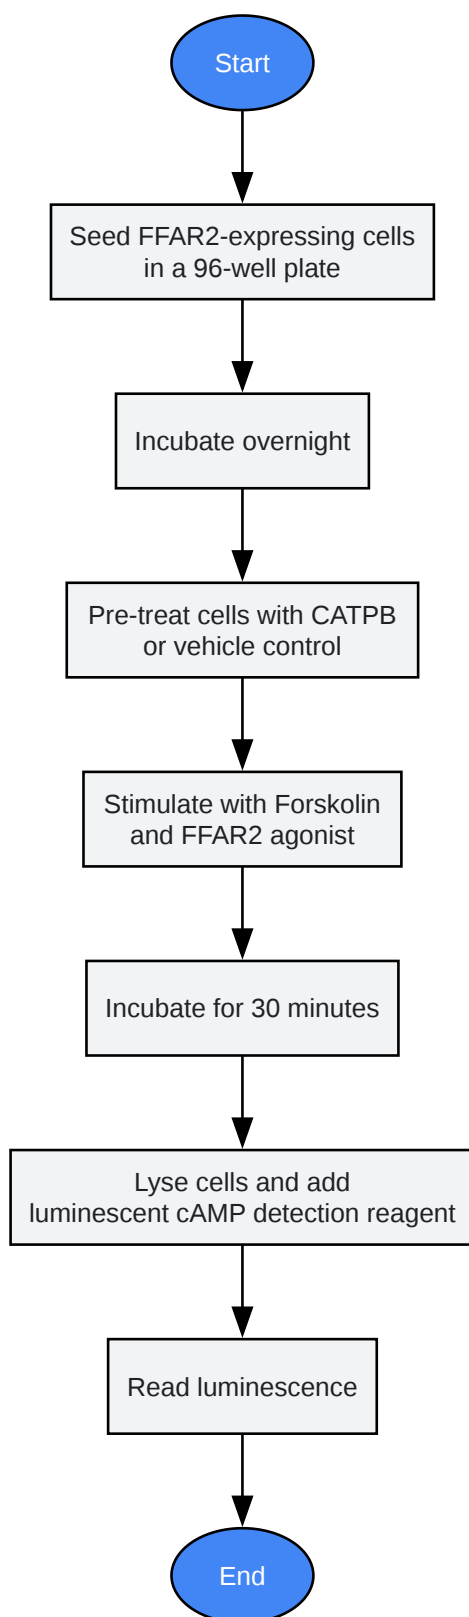 Start
Seed FFAR2-expressing cells
in a 96-well plate
Incubate overnight
Pre-treat cells with CATPB
or vehicle control
Stimulate with Forskolin
and FFAR2 agonist
Incubate for 30 minutes
Lyse cells and add
luminescent cAMP detection reagent
Read luminescence
End